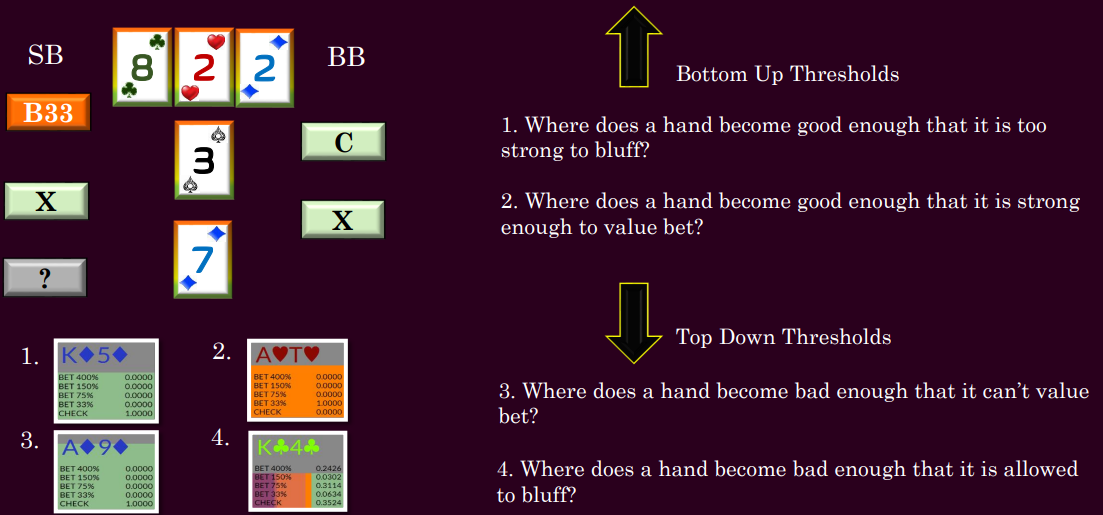 SB
BB
8
2
2
B33
C
3
X
X
7
?
Bottom Up Thresholds
1. Where does a hand become good enough that it is too
strong to bluff?
2. Where does a hand become good enough that it is strong
enough to value bet?
Top Down Thresholds
3. Where does a hand become bad enough that it can't value
bet?
4. Where does a hand become bad enough that it is allowed
to bluff?
1.
K♦5♦
BET 400% 0.0000
BET 150% 0.0000
BET 75% 0.0000
BET 33% 0.0000
CHECK 1.0000
2.
A♥T♥
BET 400% 0.0000
BET 150% 0.0000
BET 75% 0.0000
BET 33% 1.0000
CHECK 0.0000
3.
A♦9♦
BET 400% 0.0000
BET 150% 0.0000
BET 75% 0.0000
BET 33% 0.0000
CHECK 1.0000
4.
K♣4♣
BET 400% 0.2426
BET 150% 0.0302
BET 75% 0.3114
BET 33% 0.0634
CHECK 0.3524